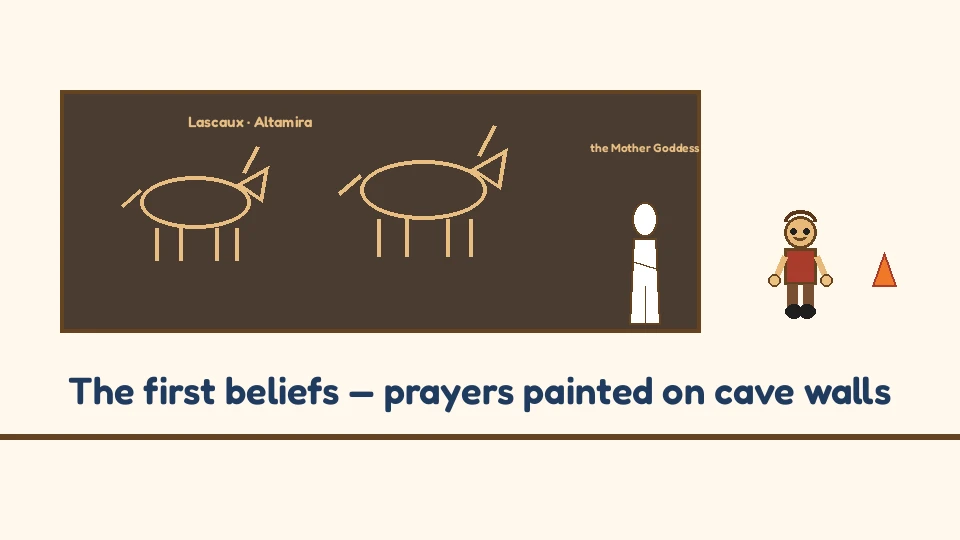 Lascaux · Altamira
the Mother Goddess
The first beliefs — prayers painted on cave walls